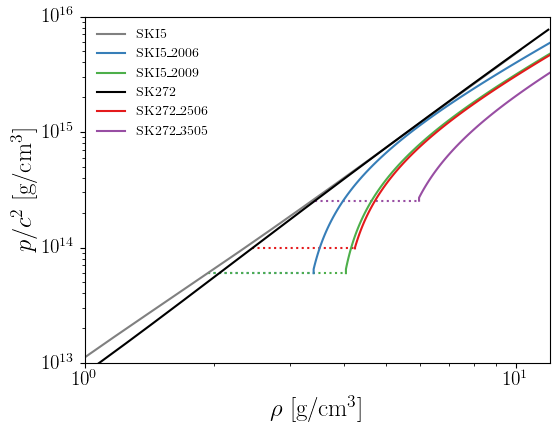 10^16
10^15
10^14
10^13
p/c^2 [g/cm^3]
SKI5
SKI5_2006
SKI5_2009
SK272
SK272_2506
SK272_3505
10^0
10^1
ρ [g/cm^3]